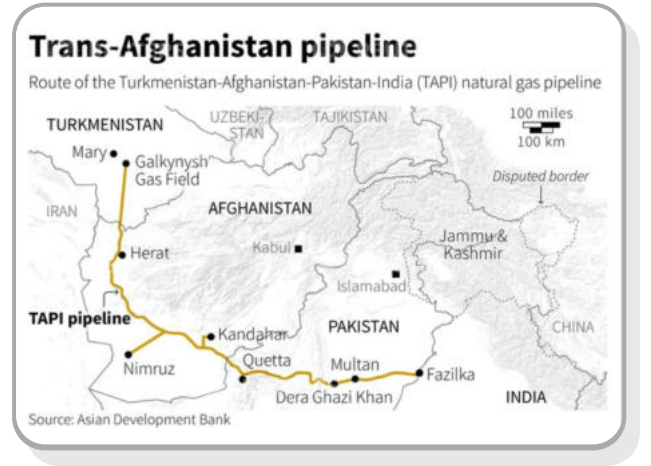 Trans-Afghanistan pipeline
Route of the Turkmenistan-Afghanistan-Pakistan-India (TAPI) natural gas pipeline
100 miles
100 km
UZBEKI-
STAN
TAJIKISTAN
TURKMENISTAN
Mary
Galkynysh
Gas Field
Disputed border
IRAN
AFGHANISTAN
Kabul
Jammu &
Kashmir
Herat
Islamabad
TAPI pipeline
Kandahar
PAKISTAN
CHINA
Nimruz
Quetta
Multan
Fazilka
Dera Ghazi Khan
INDIA
Source: Asian Development Bank